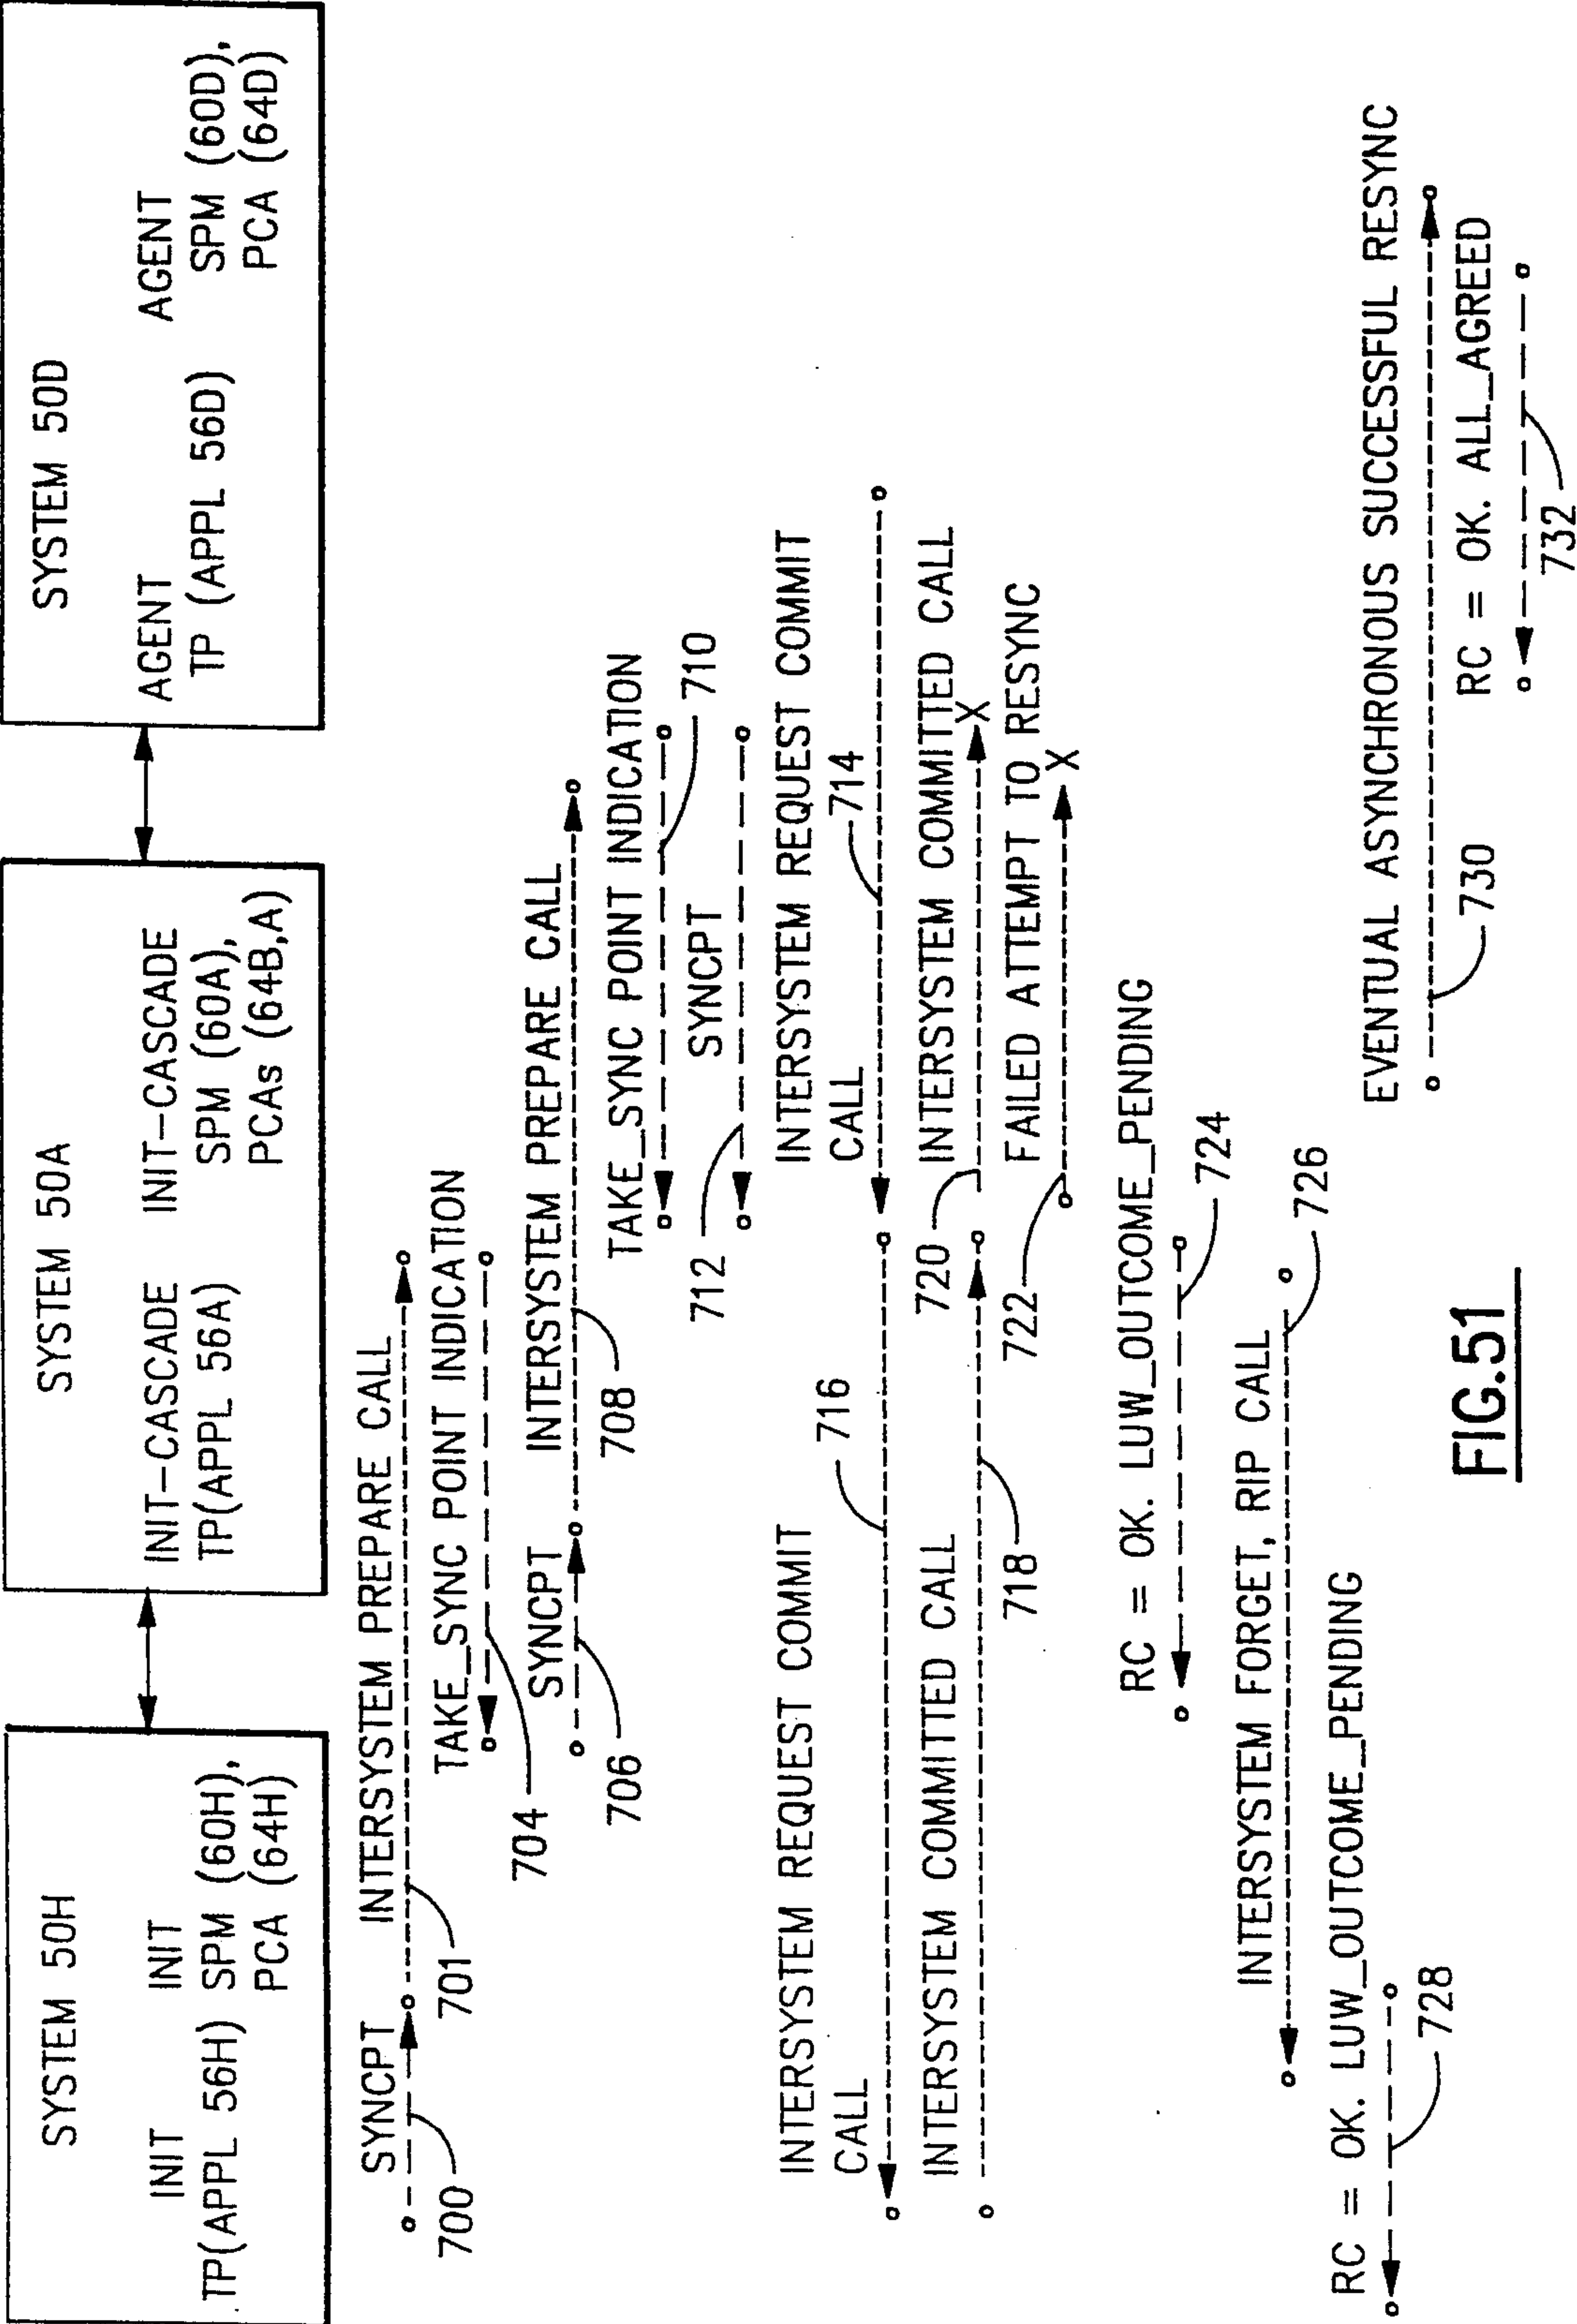 SYSTEM 50H
INIT INIT
TP(APPL 56H) SPM (60H),
PCA (64H)
SYSTEM 50A
INIT-CASCADE INIT-CASCADE
TP(APPL 56A) SPM (60A),
PCAs (64B,A)
SYSTEM 50D
AGENT AGENT
TP (APPL 56D) SPM (60D),
PCA (64D)
SYNCPT INTERSYSTEM PREPARE CALL
700
701
TAKE_SYNC POINT INDICATION
704
SYNCPT INTERSYSTEM PREPARE CALL
706
708
TAKE_SYNC POINT INDICATION
710
SYNCPT
712
INTERSYSTEM REQUEST COMMIT
CALL
714
INTERSYSTEM REQUEST COMMIT
CALL
716
INTERSYSTEM COMMITTED CALL
718
INTERSYSTEM COMMITTED CALL
X
720
FAILED ATTEMPT TO RESYNC
X
722
RC = OK. LUW_OUTCOME_PENDING
724
INTERSYSTEM FORGET, RIP CALL
726
RC = OK. LUW_OUTCOME_PENDING
728
EVENTUAL ASYNCHRONOUS SUCCESSFUL RESYNC
730
RC = OK. ALL_AGREED
732
FIG.51